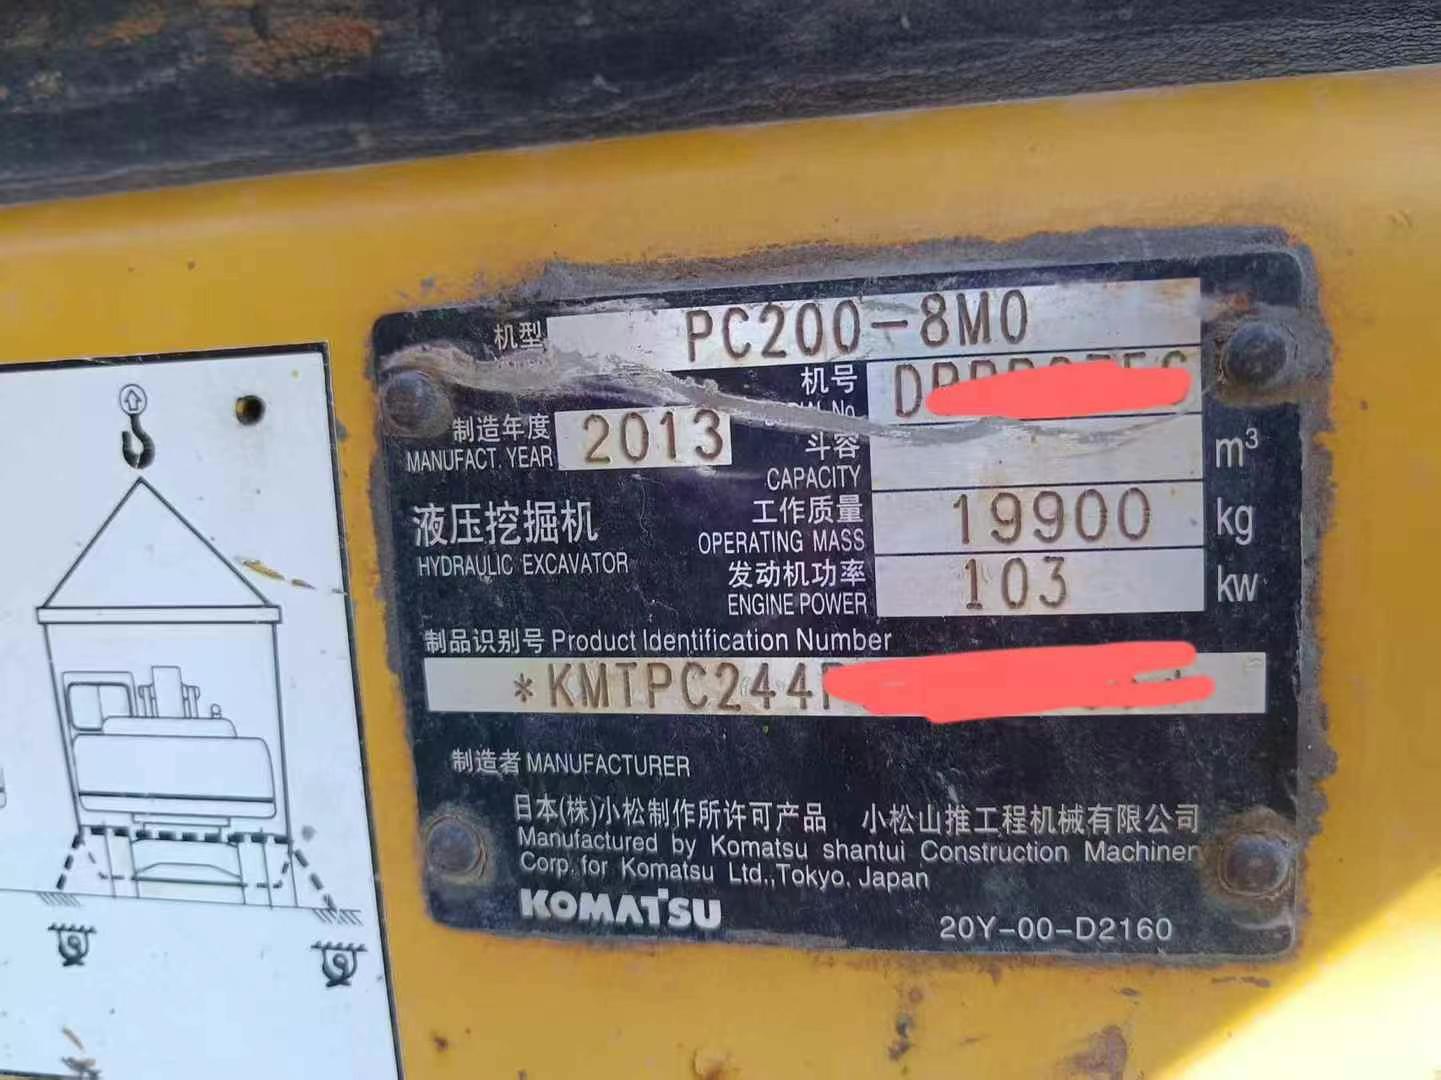 机型 PC200-8M0
机号
制造年度 2013
MANUFACT. YEAR
斗容 m³
CAPACITY
液压挖掘机
HYDRAULIC EXCAVATOR
工作质量 19900 kg
OPERATING MASS
发动机功率 103 kw
ENGINE POWER
制品识别号 Product Identification Number
*KMTPC244
制造者 MANUFACTURER
日本(株)小松制作所许可产品 小松山推工程机械有限公司
Manufactured by Komatsu shantui Construction Machiner
Corp. for Komatsu Ltd.,Tokyo. Japan
KOMATSU 20Y-00-D2160